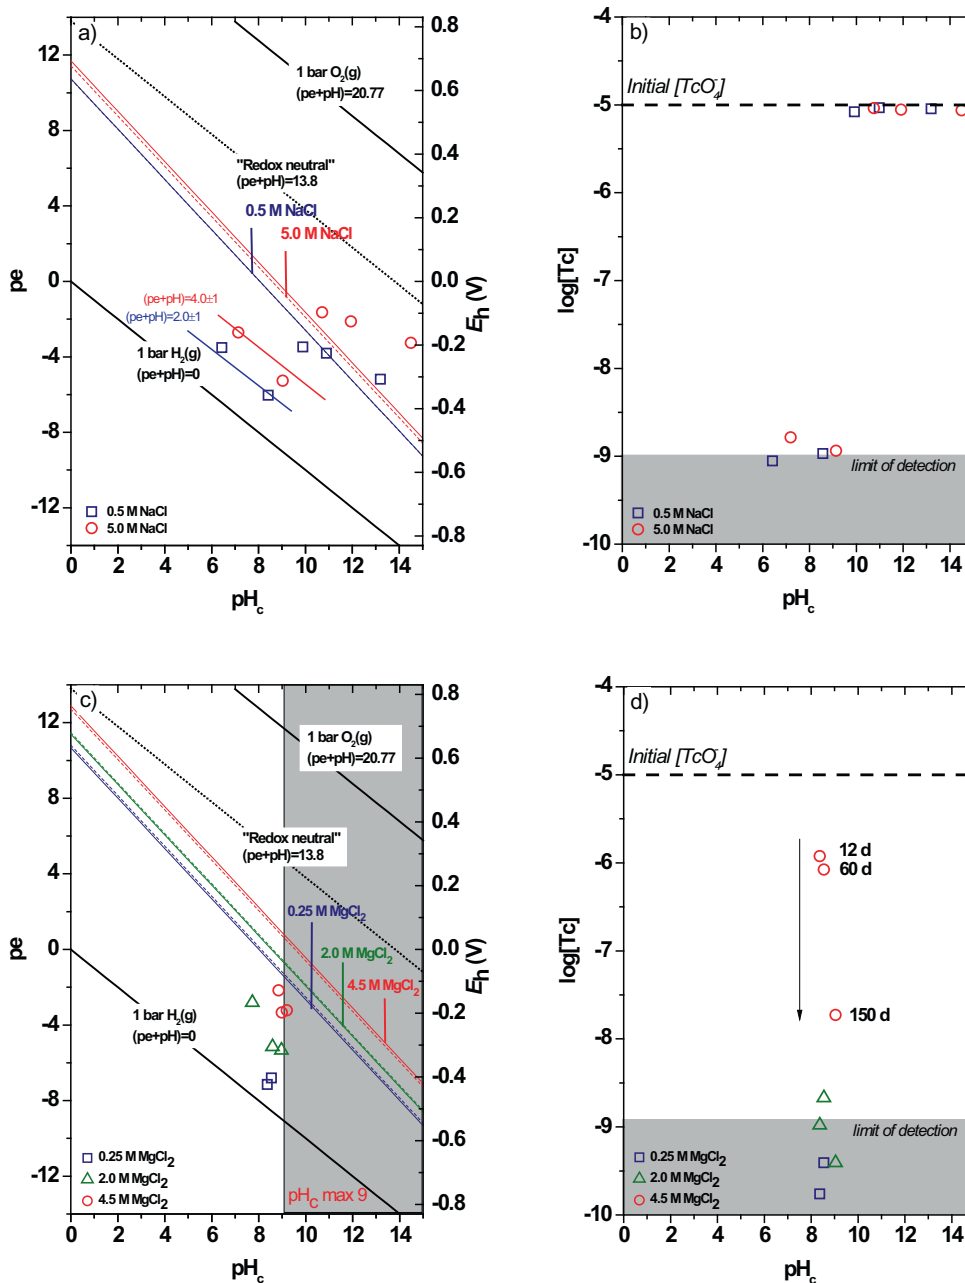 a)
12
8
4
0
-4
-8
-12
pe
0.8
0.6
0.4
0.2
0.0
-0.2
-0.4
-0.6
-0.8
Eh (V)
1 bar O2(g)
(pe+pH)=20.77
"Redox neutral"
(pe+pH)=13.8
0.5 M NaCl
5.0 M NaCl
(pe+pH)=4.0±1
(pe+pH)=2.0±1
1 bar H2(g)
(pe+pH)=0
0.5 M NaCl
5.0 M NaCl
0 2 4 6 8 10 12 14
pHc
b)
-4
-5
-6
-7
-8
-9
-10
log[Tc]
Initial [TcO4-]
limit of detection
0.5 M NaCl
5.0 M NaCl
0 2 4 6 8 10 12 14
pHc
c)
12
8
4
0
-4
-8
-12
pe
0.8
0.6
0.4
0.2
0.0
-0.2
-0.4
-0.6
-0.8
Eh (V)
1 bar O2(g)
(pe+pH)=20.77
"Redox neutral"
(pe+pH)=13.8
0.25 M MgCl2
2.0 M MgCl2
4.5 M MgCl2
1 bar H2(g)
(pe+pH)=0
0.25 M MgCl2
2.0 M MgCl2
4.5 M MgCl2
pHC max 9
0 2 4 6 8 10 12 14
pHc
d)
-4
-5
-6
-7
-8
-9
-10
log[Tc]
Initial [TcO4-]
12 d
60 d
150 d
limit of detection
0.25 M MgCl2
2.0 M MgCl2
4.5 M MgCl2
0 2 4 6 8 10 12 14
pHc